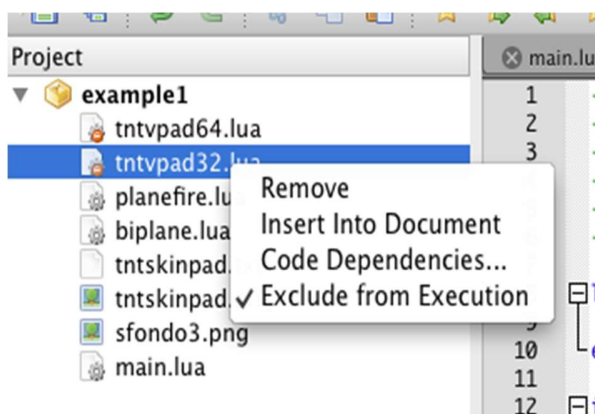 Project
main.lu
example1
tntvpad64.lua
tntvpad32.lua
planefire.lu
biplane.lua
tntskinpad.
tntskinpad.
sfondo3.png
main.lua
Remove
Insert Into Document
Code Dependencies...
✓ Exclude from Execution
1
2
3
10
11
12